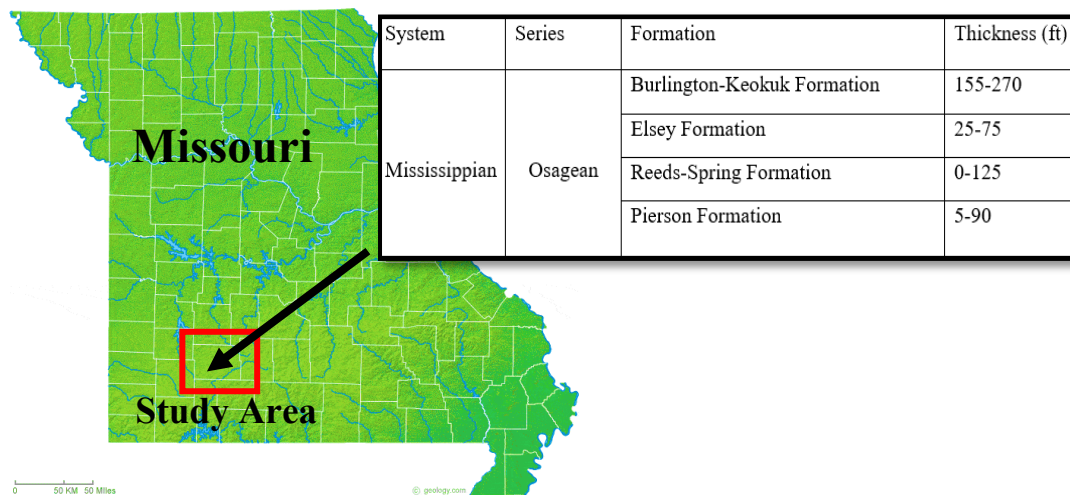 System Series Formation Thickness (ft)
Burlington-Keokuk Formation 155-270
Elsey Formation 25-75
Mississippian Osagean Reeds-Spring Formation 0-125
Pierson Formation 5-90
Missouri
Study Area
0 50 KM 50 Miles
© geology.com